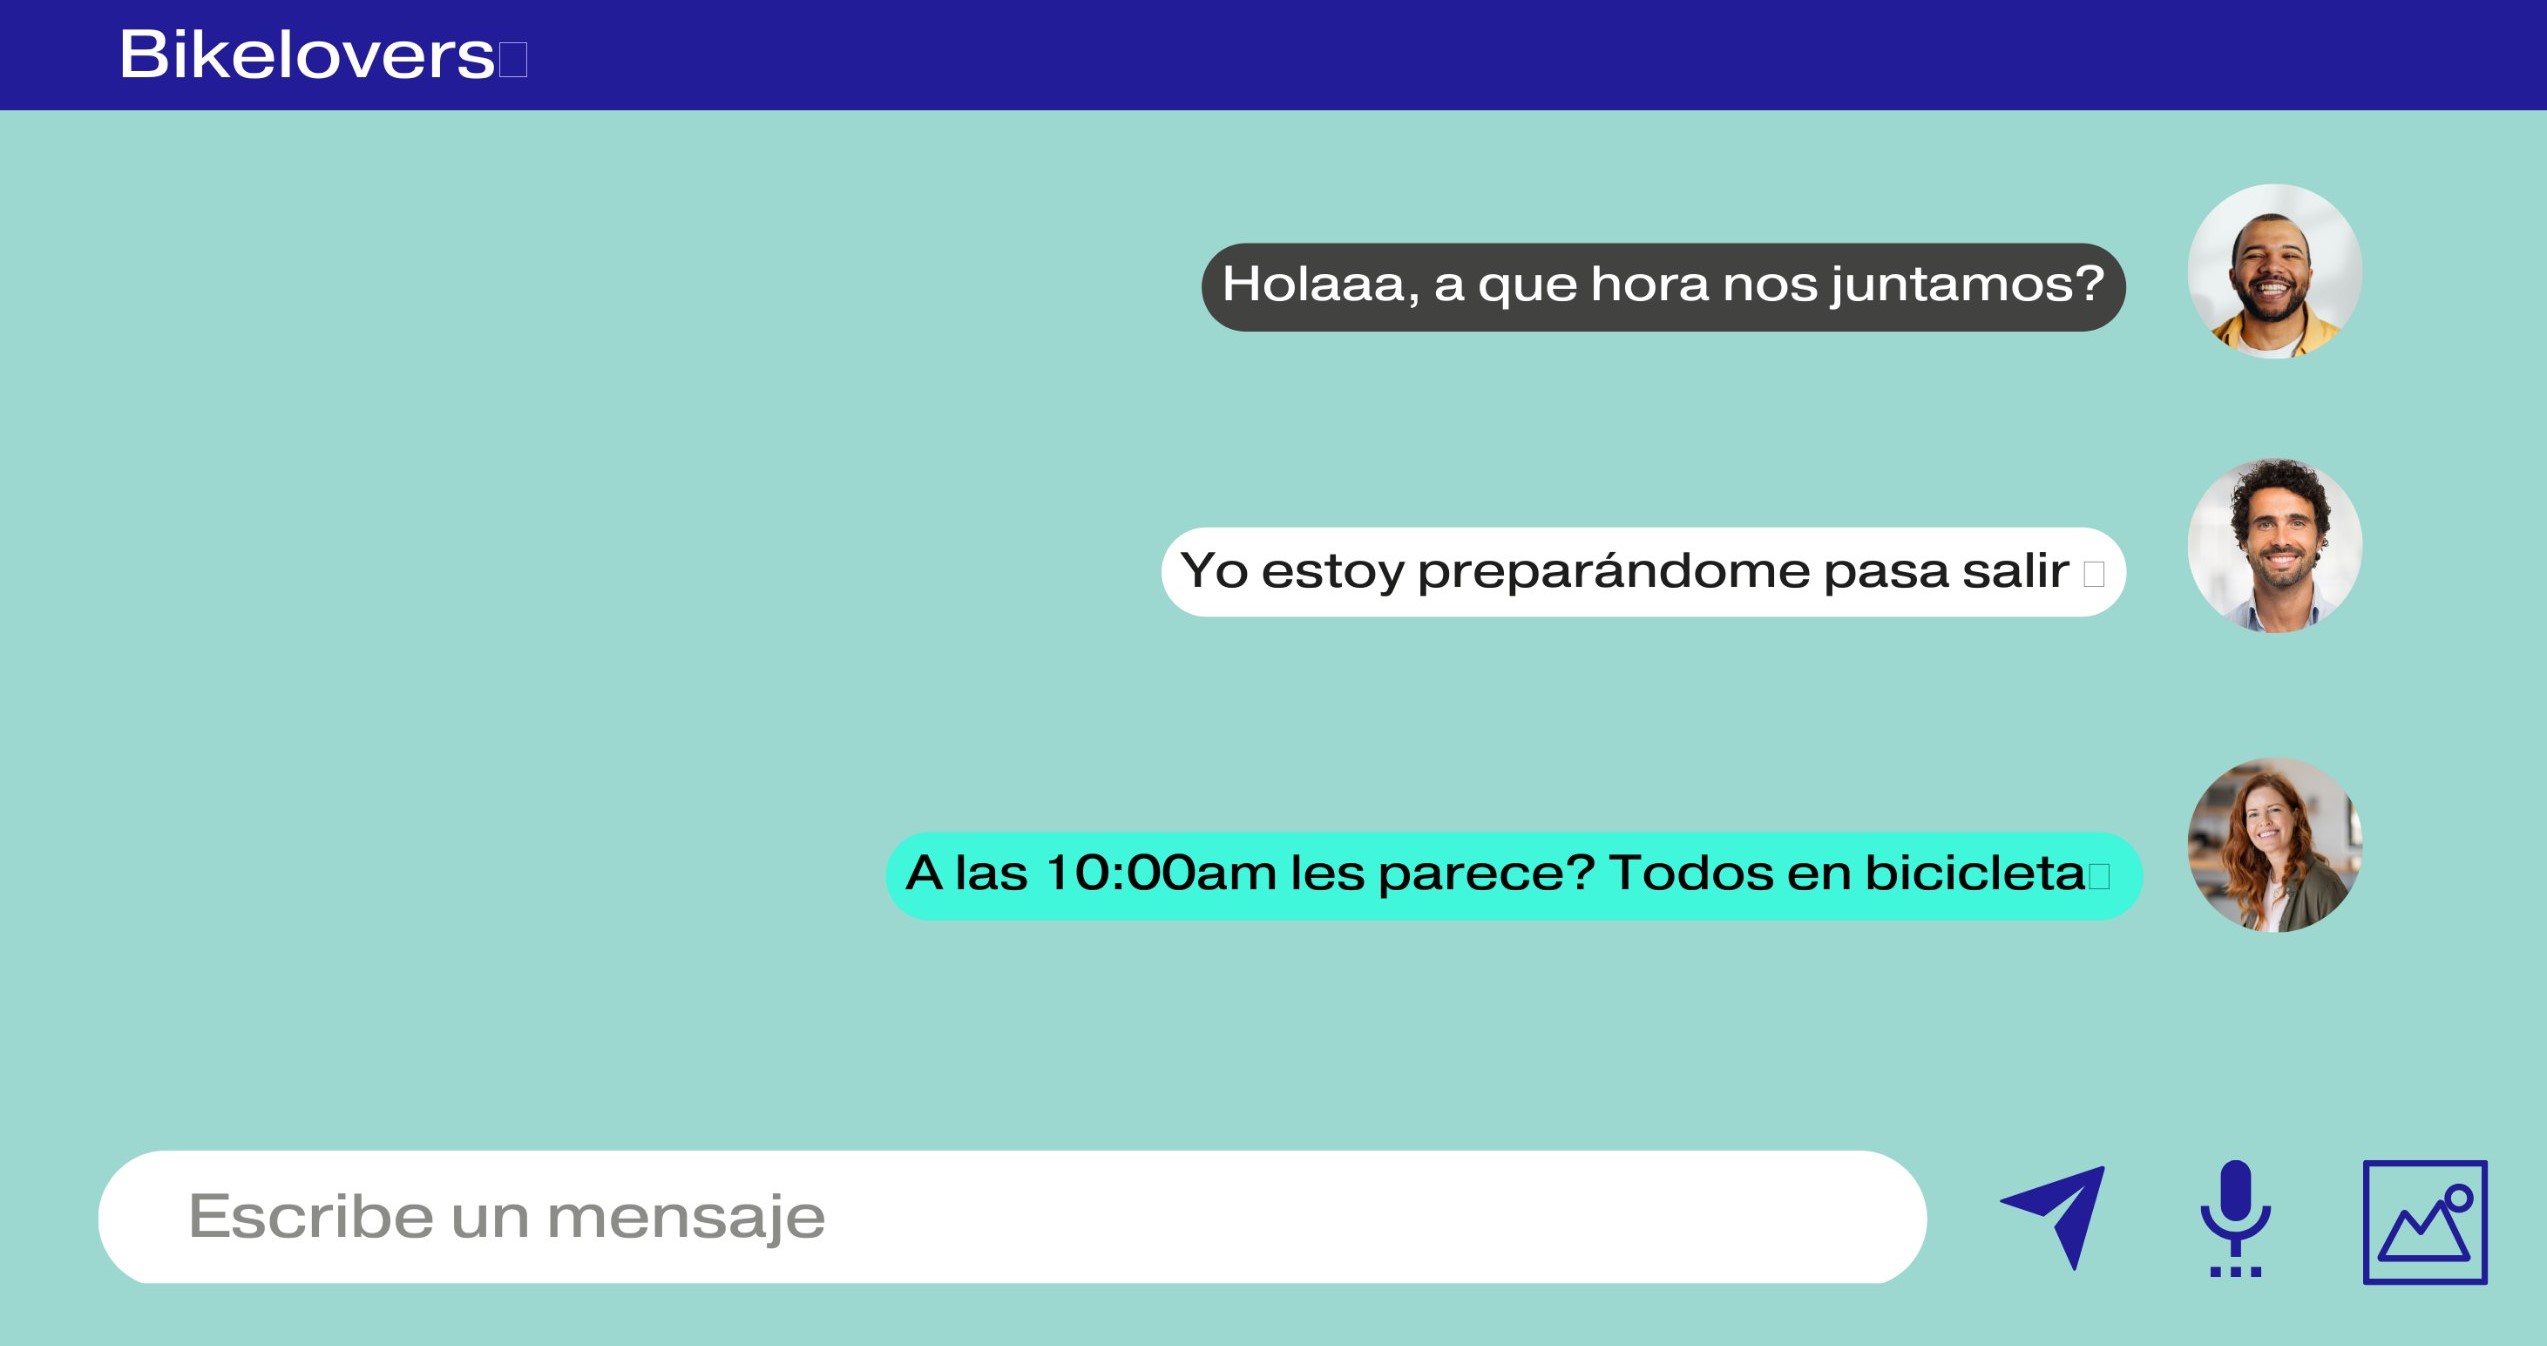 Bikelovers
Holaaa, a que hora nos juntamos?
Yo estoy preparándome pasa salir
A las 10:00am les parece? Todos en bicicleta
Escribe un mensaje